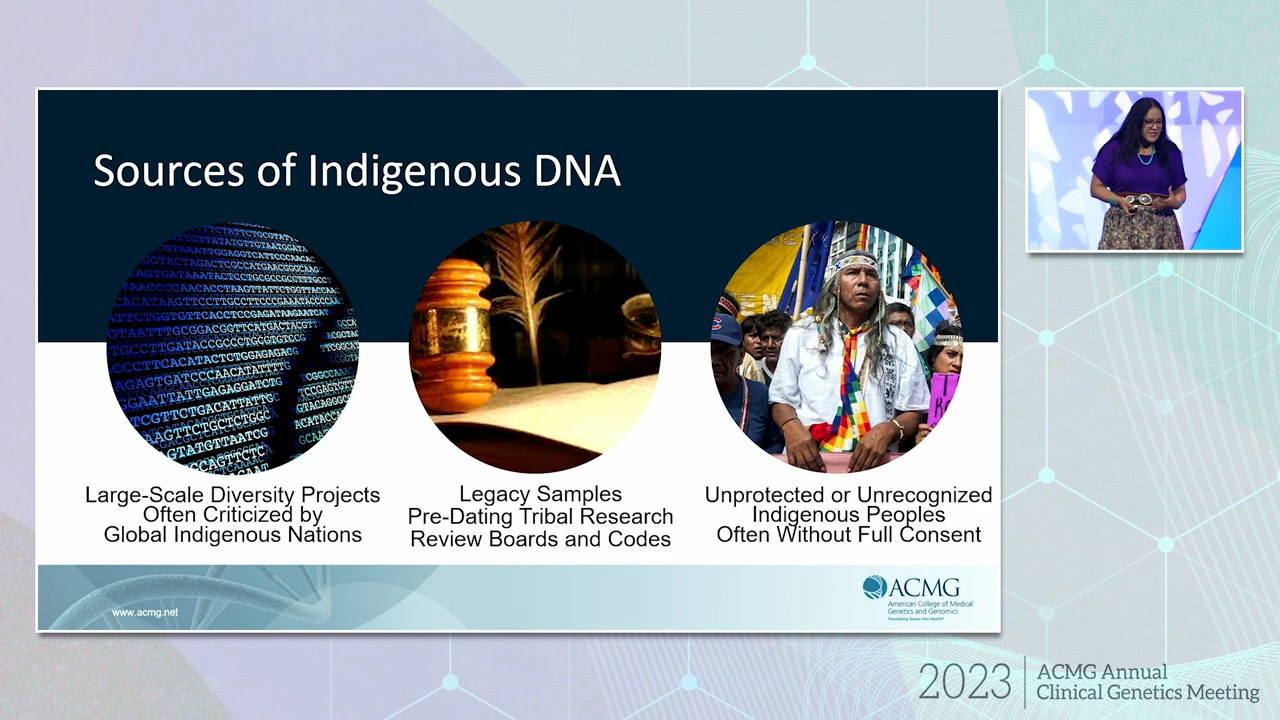 Sources of Indigenous DNA
Large-Scale Diversity Projects
Often Criticized by
Global Indigenous Nations
Legacy Samples
Pre-Dating Tribal Research
Review Boards and Codes
Unprotected or Unrecognized
Indigenous Peoples
Often Without Full Consent
www.acmg.net
ACMG
American College of Medical
Genetics and Genomics
Translating Genes Into Health®
2023
ACMG Annual
Clinical Genetics Meeting